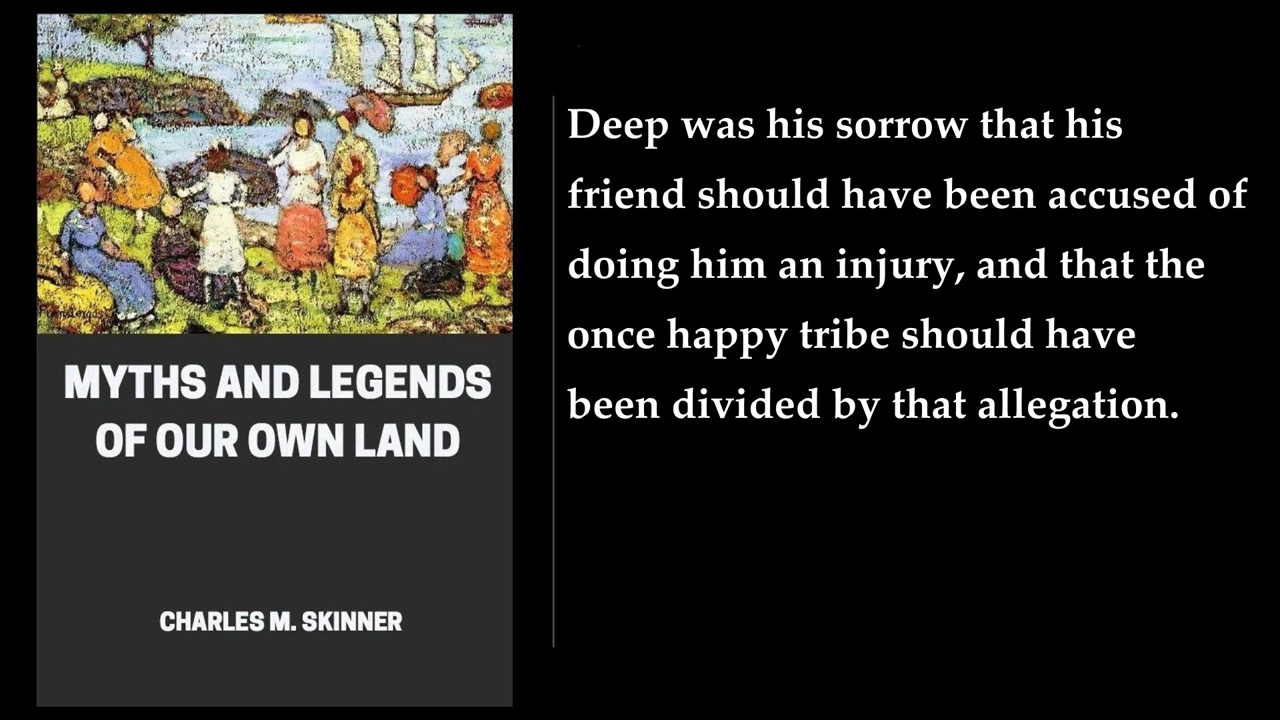 MYTHS AND LEGENDS
OF OUR OWN LAND
CHARLES M. SKINNER
Deep was his sorrow that his
friend should have been accused of
doing him an injury, and that the
once happy tribe should have
been divided by that allegation.